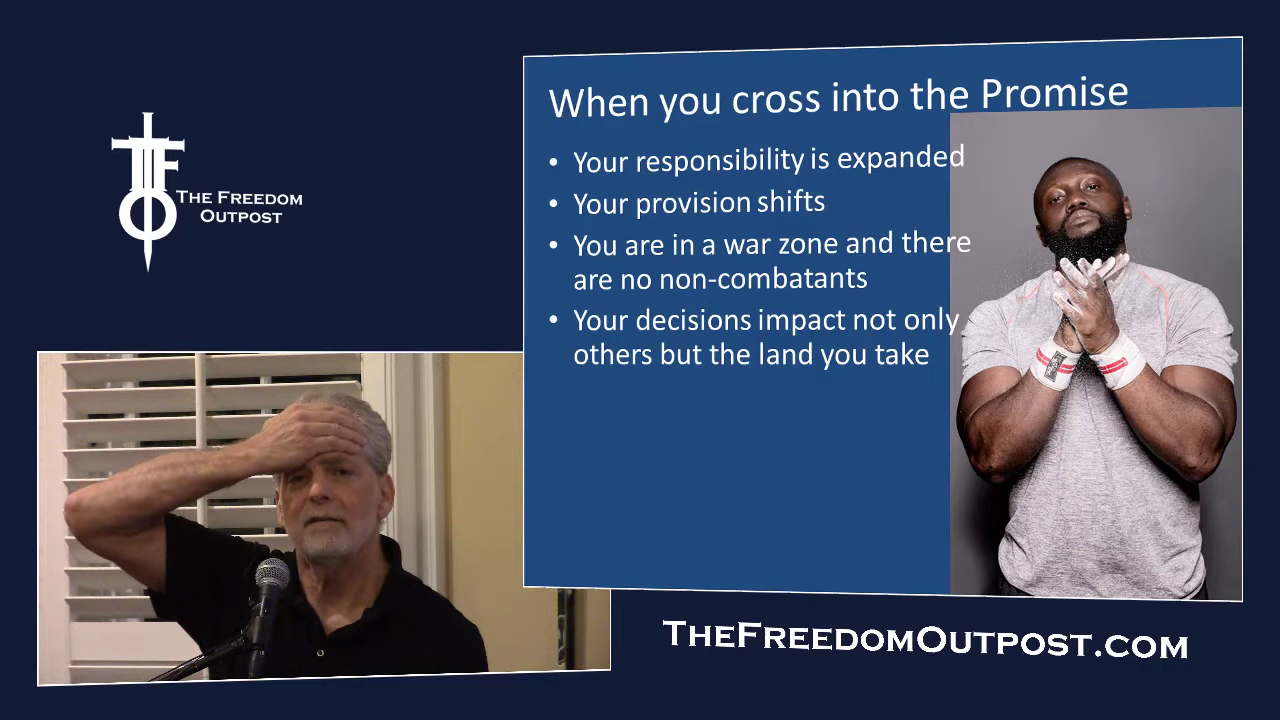 THE FREEDOM
OUTPOST
When you cross into the Promise
• Your responsibility is expanded
• Your provision shifts
• You are in a war zone and there
are no non-combatants
• Your decisions impact not only
others but the land you take
THEFREEDOMOUTPOST.COM